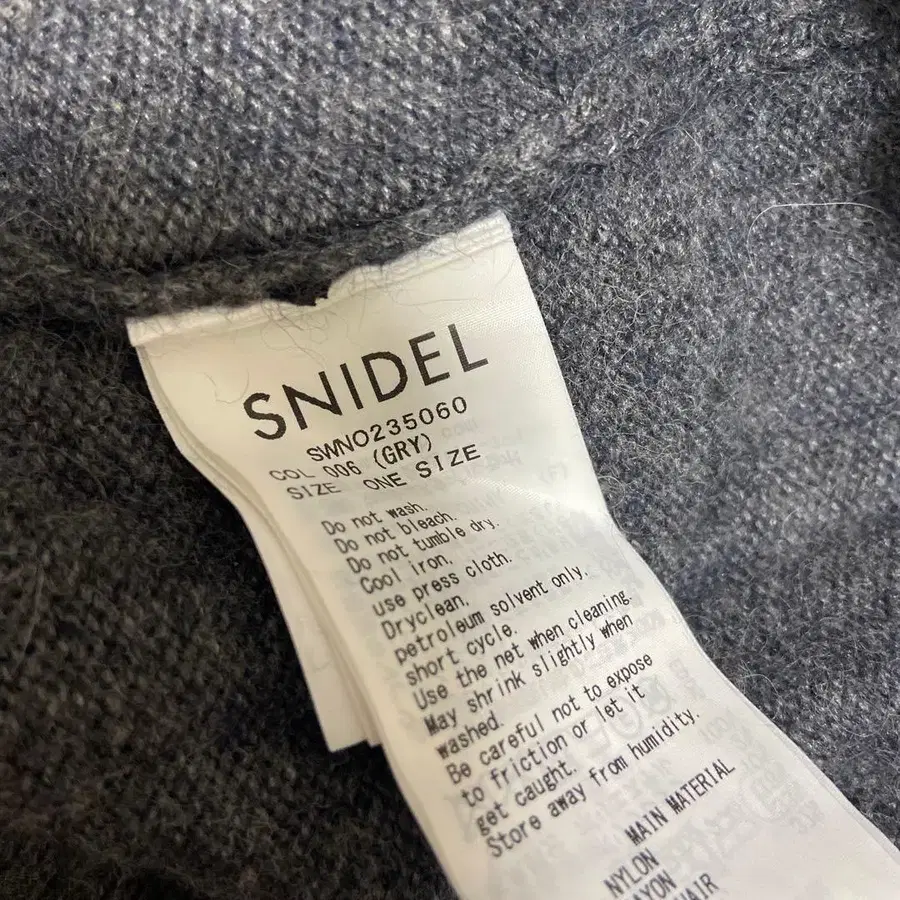 SNIDEL
SWNO235060
COL 006 (GRY)
SIZE ONE SIZE
Do not wash.
Do not bleach.
Do not tumble dry.
Cool iron,
use press cloth.
Dryclean,
petroleum solvent only.
short cycle.
Use the net when cleaning.
May shrink slightly when
washed.
Be careful not to expose
to friction or let it
get caught.
Store away from humidity.
MAIN MATERIAL
NYLON